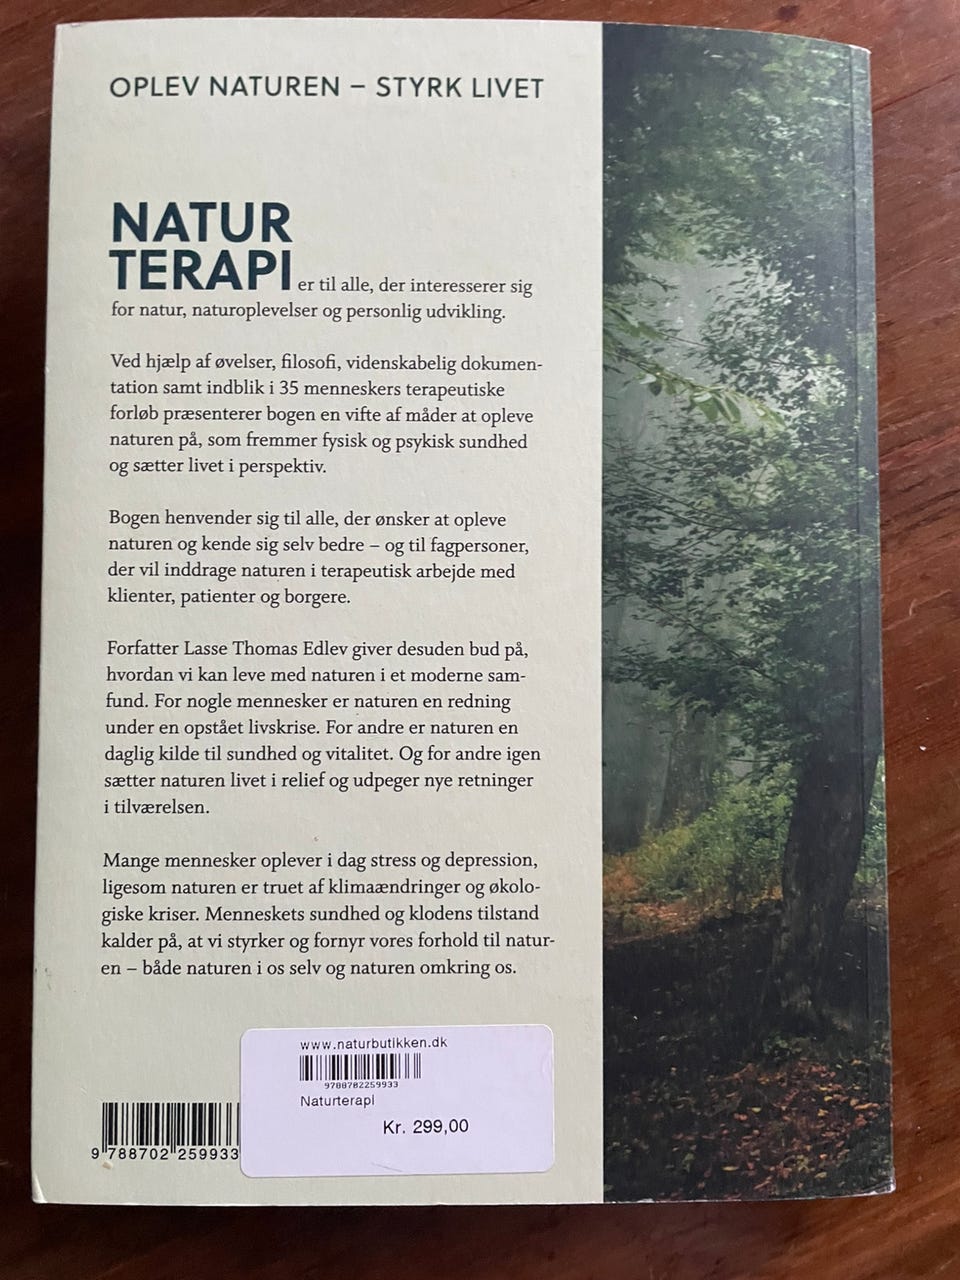 OPLEV NATUREN – STYRK LIVET
NATUR
TERAPI er til alle, der interesserer sig
for natur, naturoplevelser og personlig udvikling.
Ved hjælp af øvelser, filosofi, videnskabelig dokumen-
tation samt indblik i 35 menneskers terapeutiske
forløb præsenterer bogen en vifte af måder at opleve
naturen på, som fremmer fysisk og psykisk sundhed
og sætter livet i perspektiv.
Bogen henvender sig til alle, der ønsker at opleve
naturen og kende sig selv bedre – og til fagpersoner,
der vil inddrage naturen i terapeutisk arbejde med
klienter, patienter og borgere.
Forfatter Lasse Thomas Edlev giver desuden bud på,
hvordan vi kan leve med naturen i et moderne sam-
fund. For nogle mennesker er naturen en redning
under en opstået livskrise. For andre er naturen en
daglig kilde til sundhed og vitalitet. Og for andre igen
sætter naturen livet i relief og udpeger nye retninger
i tilværelsen.
Mange mennesker oplever i dag stress og depression,
ligesom naturen er truet af klimaændringer og økolo-
giske kriser. Menneskets sundhed og klodens tilstand
kalder på, at vi styrker og fornyr vores forhold til natur-
en – både naturen i os selv og naturen omkring os.
www.naturbutikken.dk
9788702259933
Naturterapi
Kr. 299,00
9 788702 259933